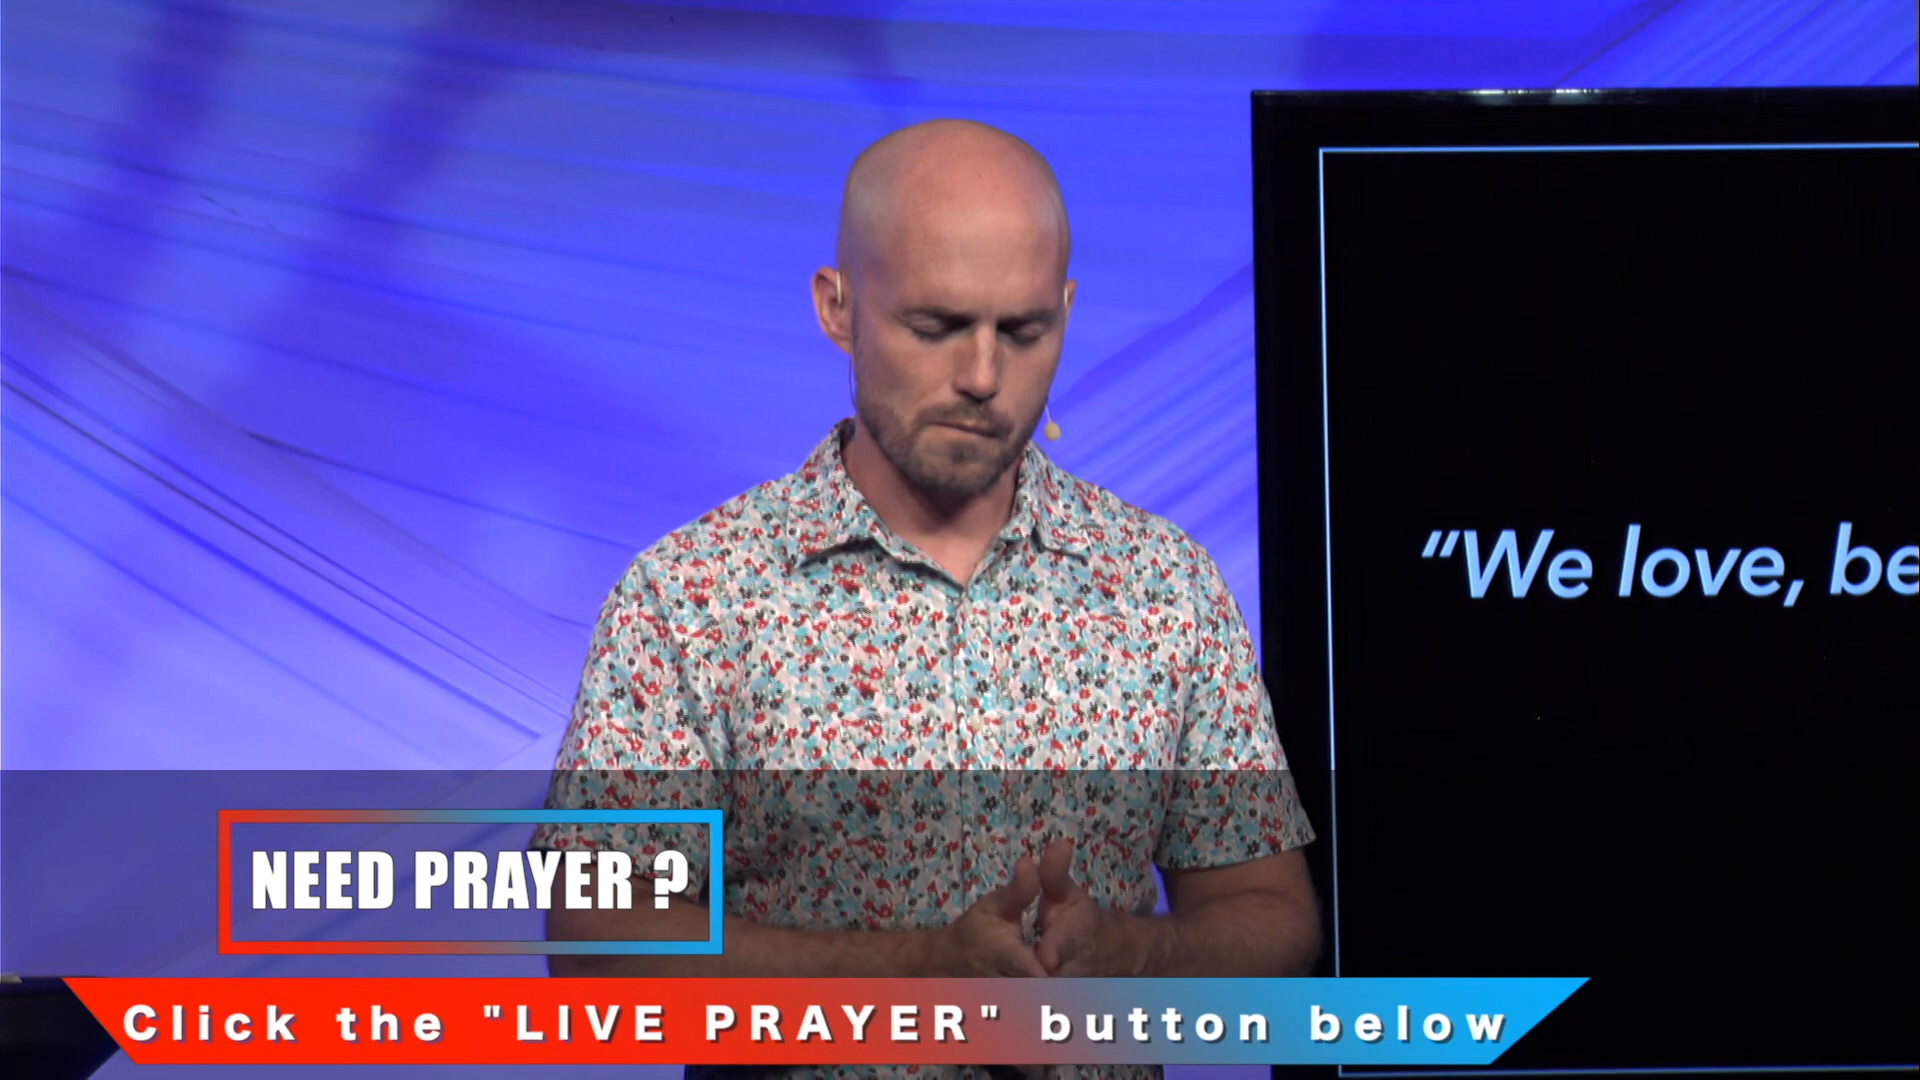 “We love, be
NEED PRAYER ?
Click the "LIVE PRAYER" button below